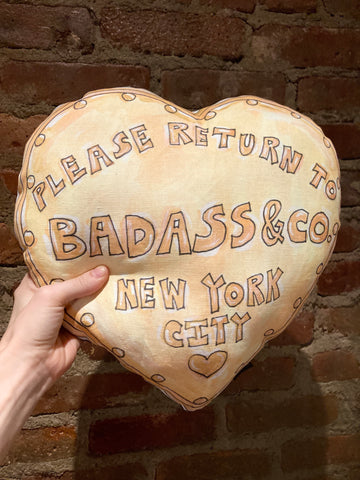 PLEASE RETURN TO
BADASS&CO.
NEW YORK
CITY